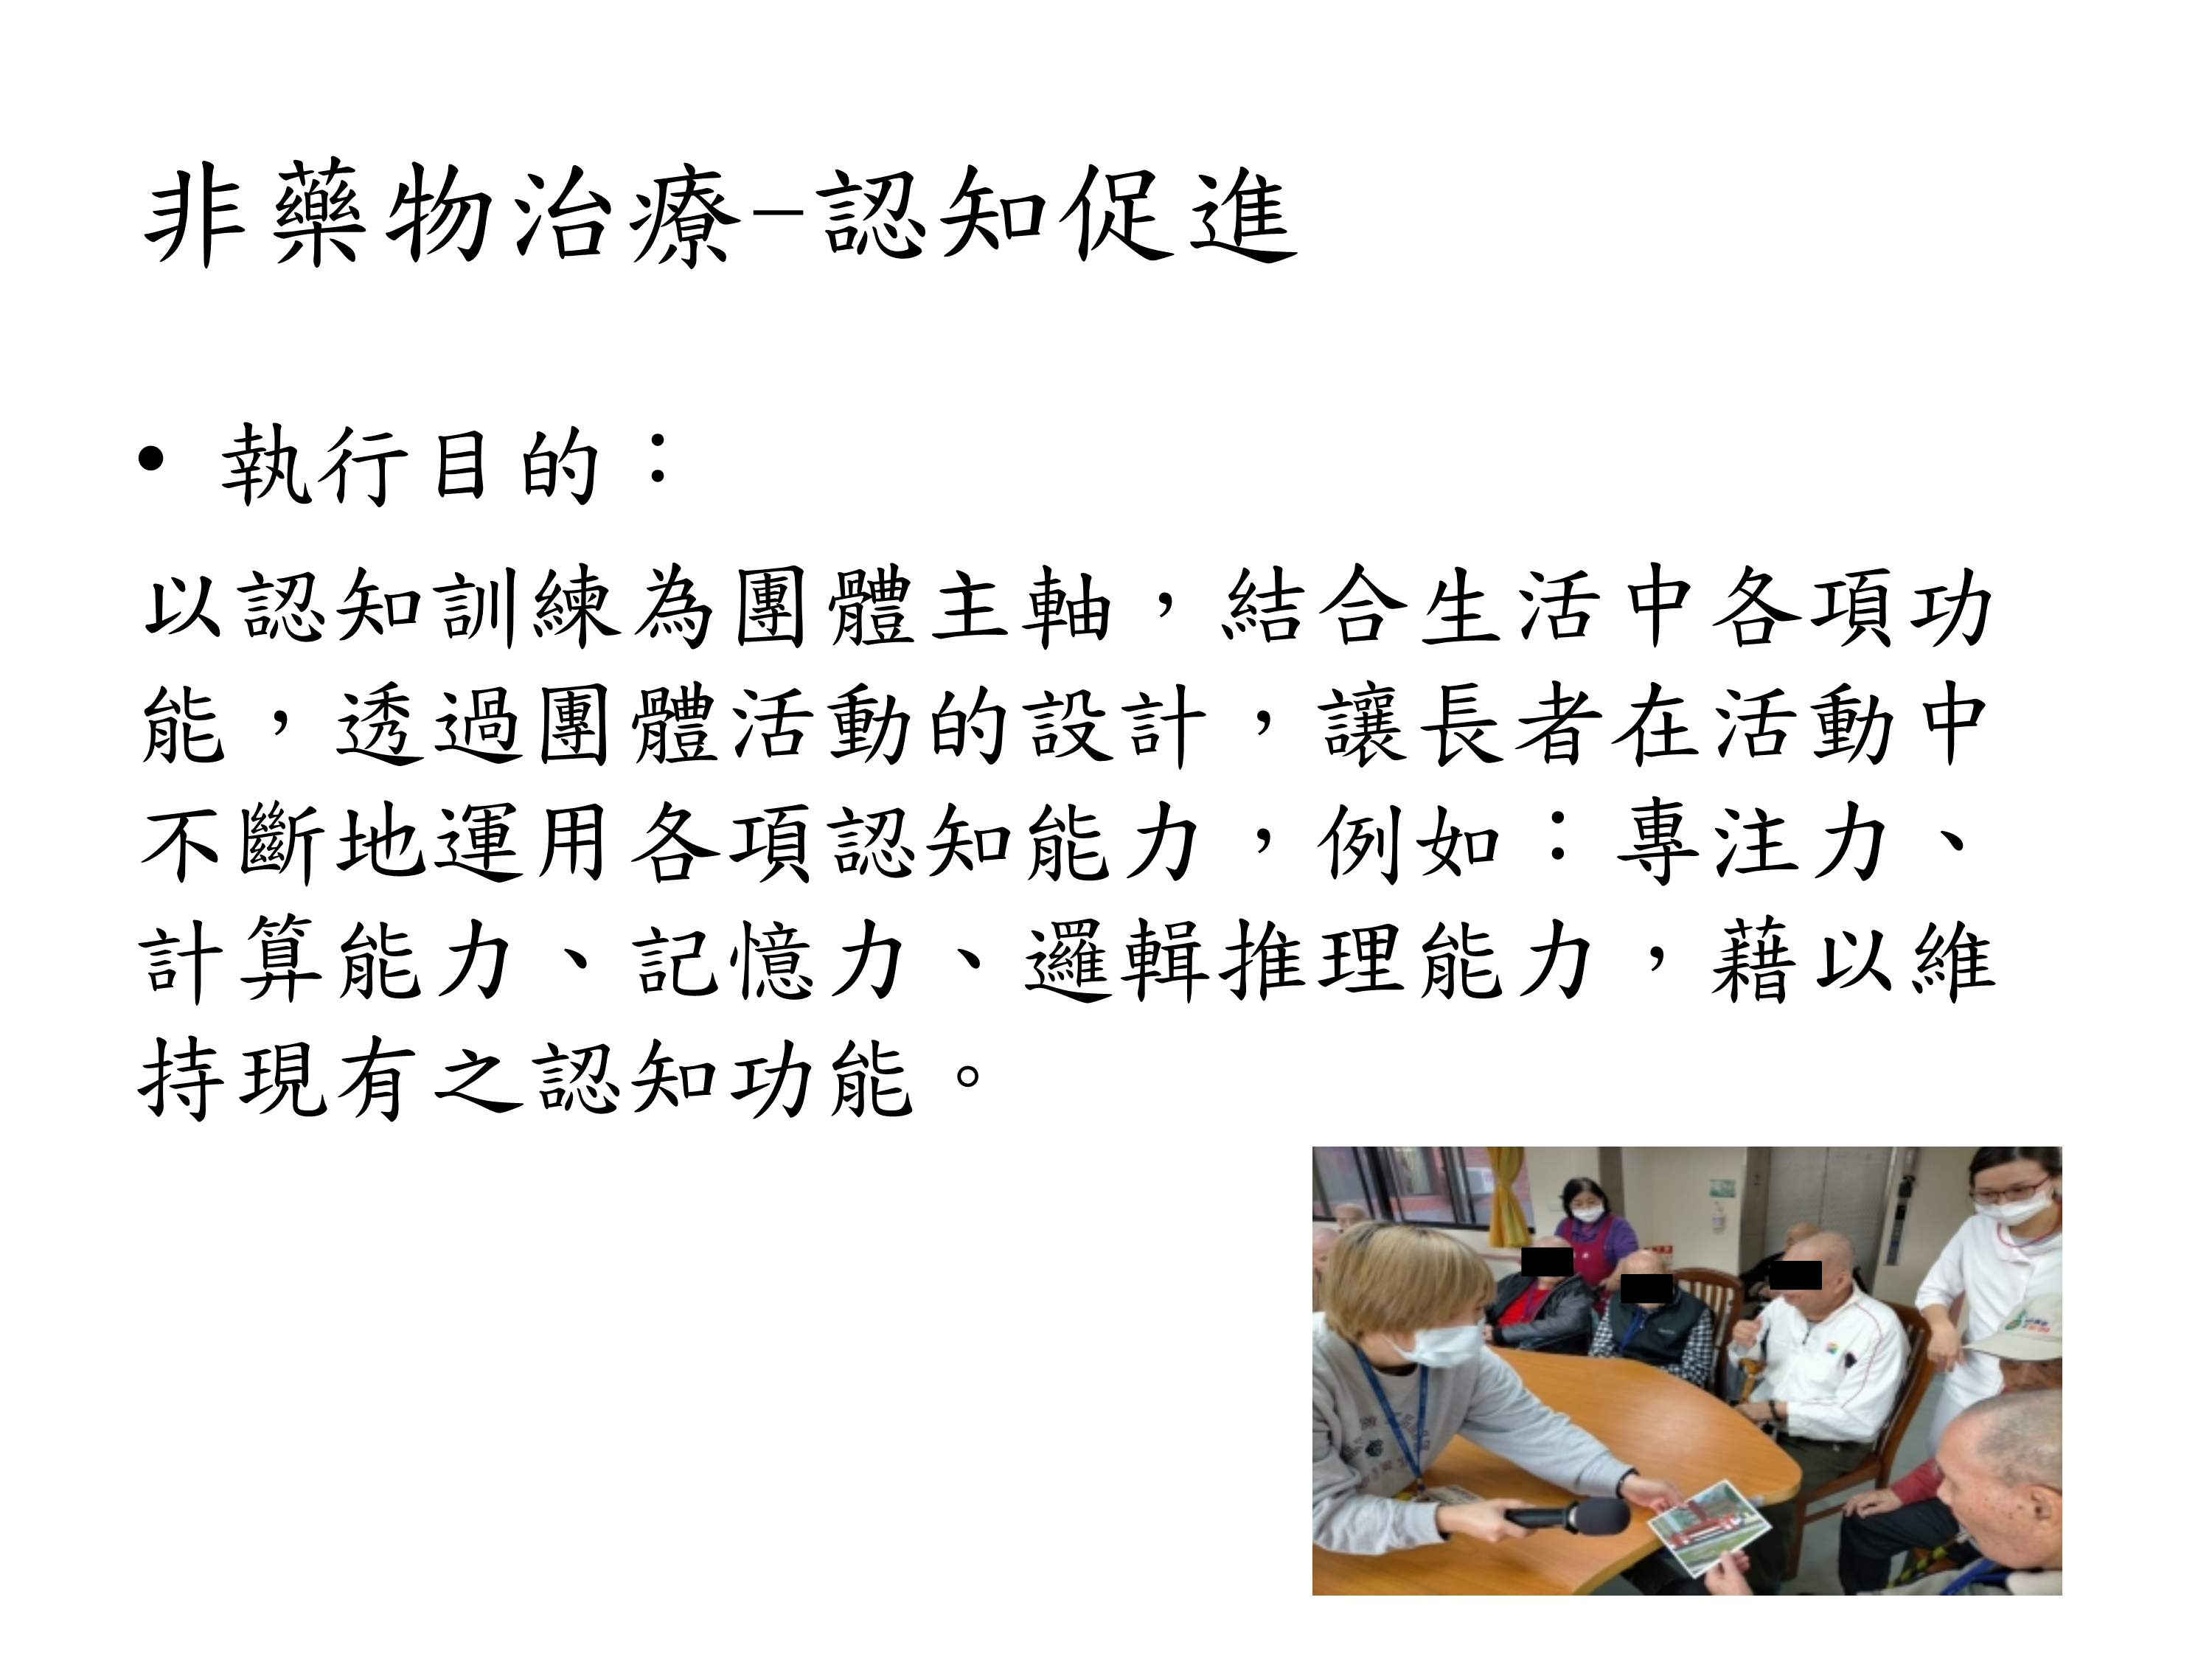 非藥物治療-認知促進
• 執行目的：
以認知訓練為團體主軸，結合生活中各項功
能，透過團體活動的設計，讓長者在活動中
不斷地運用各項認知能力，例如：專注力、
計算能力、記憶力、邏輯推理能力，藉以維
持現有之認知功能。